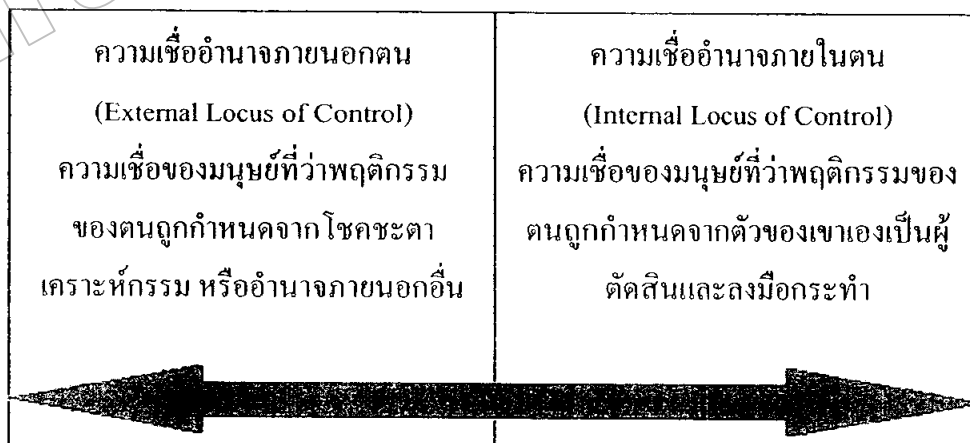 ความเชื่ออำนาจภายนอกตน
(External Locus of Control)
ความเชื่อของมนุษย์ที่ว่าพฤติกรรม
ของตนถูกกำหนดจากโชคชะตา
เคราะห์กรรม หรืออำนาจภายนอกอื่น
ความเชื่ออำนาจภายในตน
(Internal Locus of Control)
ความเชื่อของมนุษย์ที่ว่าพฤติกรรมของ
ตนถูกกำหนดจากตัวของเขาเองเป็นผู้
ตัดสินและลงมือกระทำ